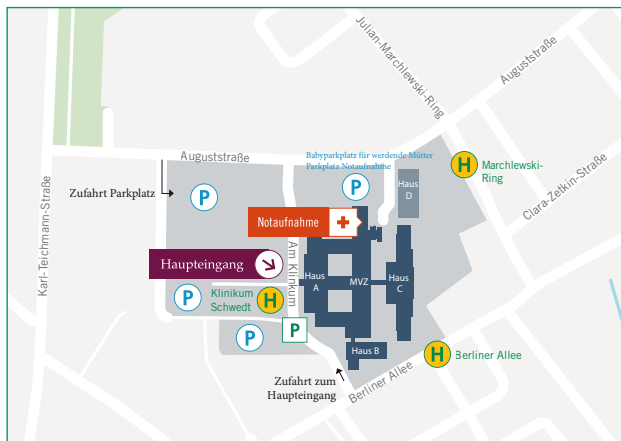 Julian-Marchlewski-Ring
Auguststraße
Auguststraße
Babyparkplatz für werdende Mütter
Parkplatz Notaufnahme
H
Marchlewski-
Ring
Clara-Zetkin-Straße
Zufahrt Parkplatz
P
P
Haus
D
Karl-Teichmann-Straße
Notaufnahme
Haupteingang
Am Klinikum
Haus
A
MVZ
Haus
C
P
Klinikum
Schwedt
H
P
P
Haus B
H
Berliner Allee
Zufahrt zum
Haupteingang
Berliner Allee